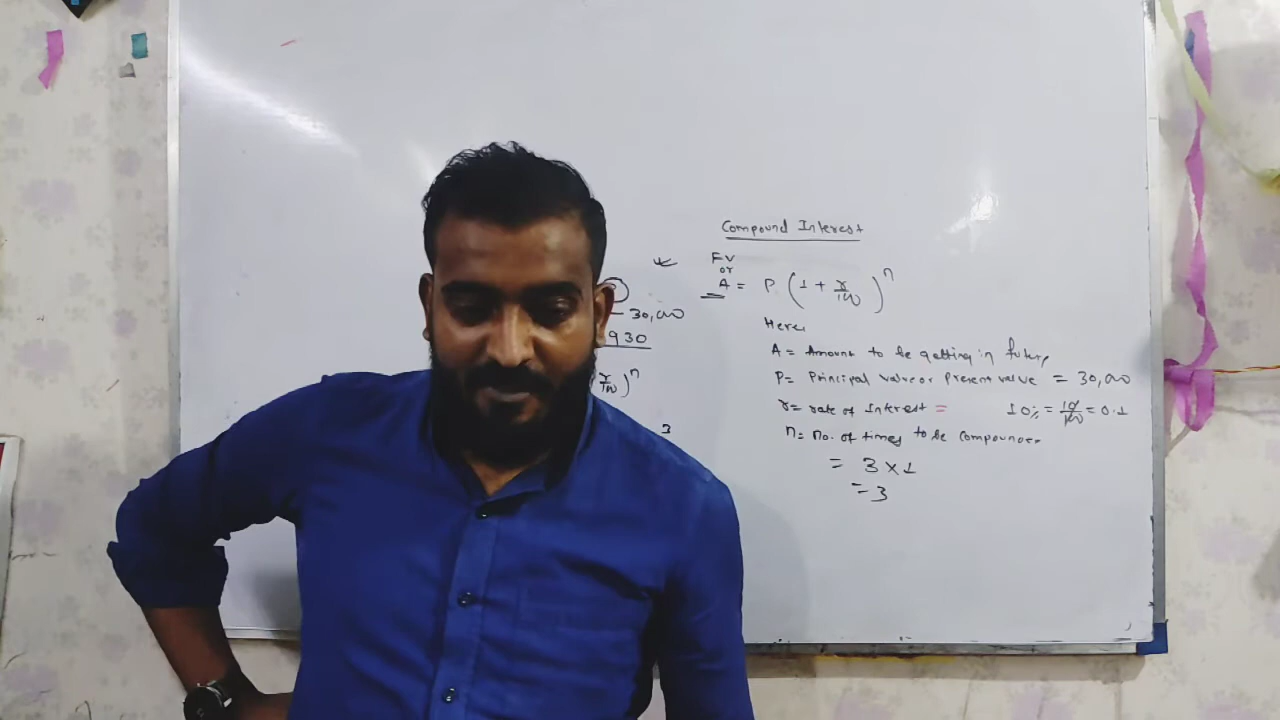 - 30,000
930
(r/100)^n
3
Compound Interest
FV
or
A = P (1 + r/100)^n
Here,
A = Amount to be getting in future
P = Principal value or Present value = 30,000
r = rate of Interest = 10% = 10/100 = 0.1
n = no. of times to be compounded
= 3 × 1
= 3